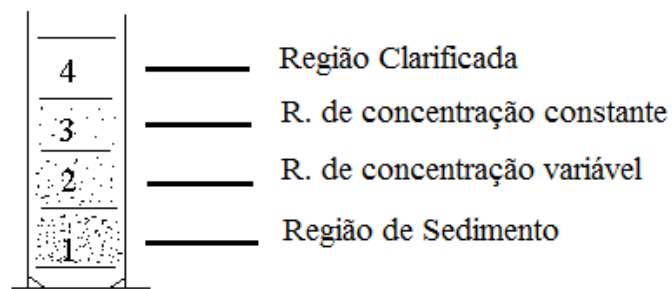 4 Região Clarificada
3 R. de concentração constante
2 R. de concentração variável
1 Região de Sedimento